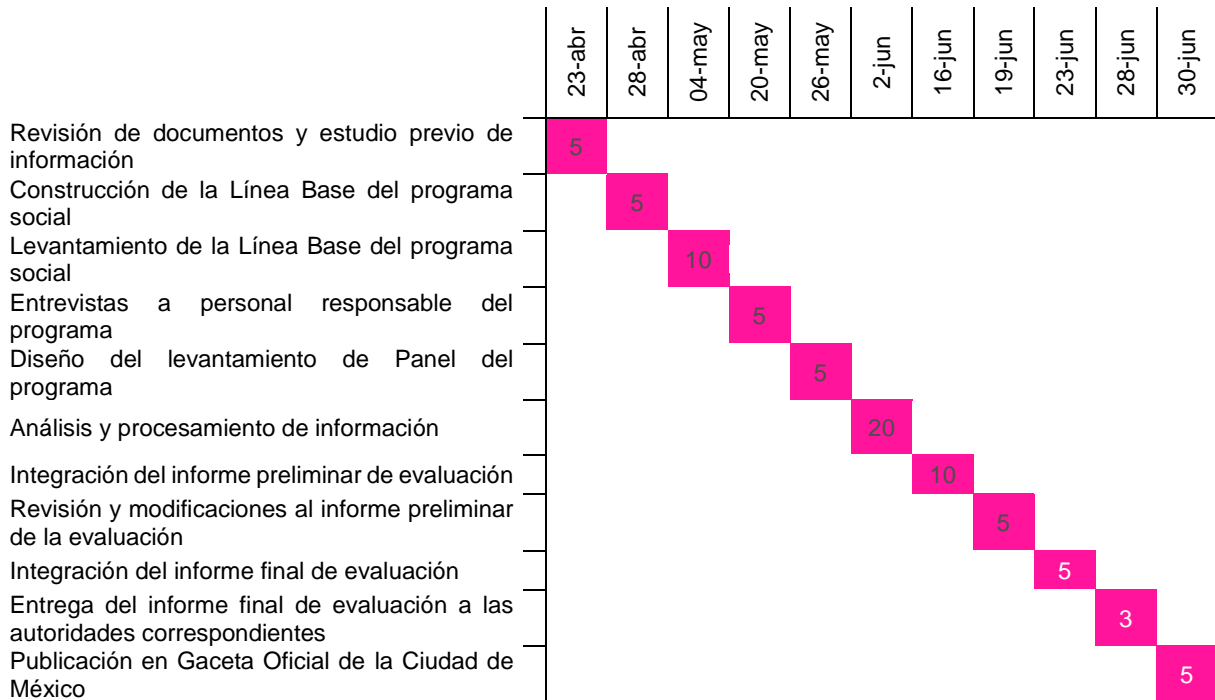 23-abr
28-abr
04-may
20-may
26-may
2-jun
16-jun
19-jun
23-jun
28-jun
30-jun
Revisión de documentos y estudio previo de
información
5
Construcción de la Línea Base del programa
social
5
Levantamiento de la Línea Base del programa
social
10
Entrevistas a personal responsable del
programa
5
Diseño del levantamiento de Panel del
programa
5
Análisis y procesamiento de información
20
Integración del informe preliminar de evaluación
10
Revisión y modificaciones al informe preliminar
de la evaluación
5
Integración del informe final de evaluación
5
Entrega del informe final de evaluación a las
autoridades correspondientes
3
Publicación en Gaceta Oficial de la Ciudad de
México
5